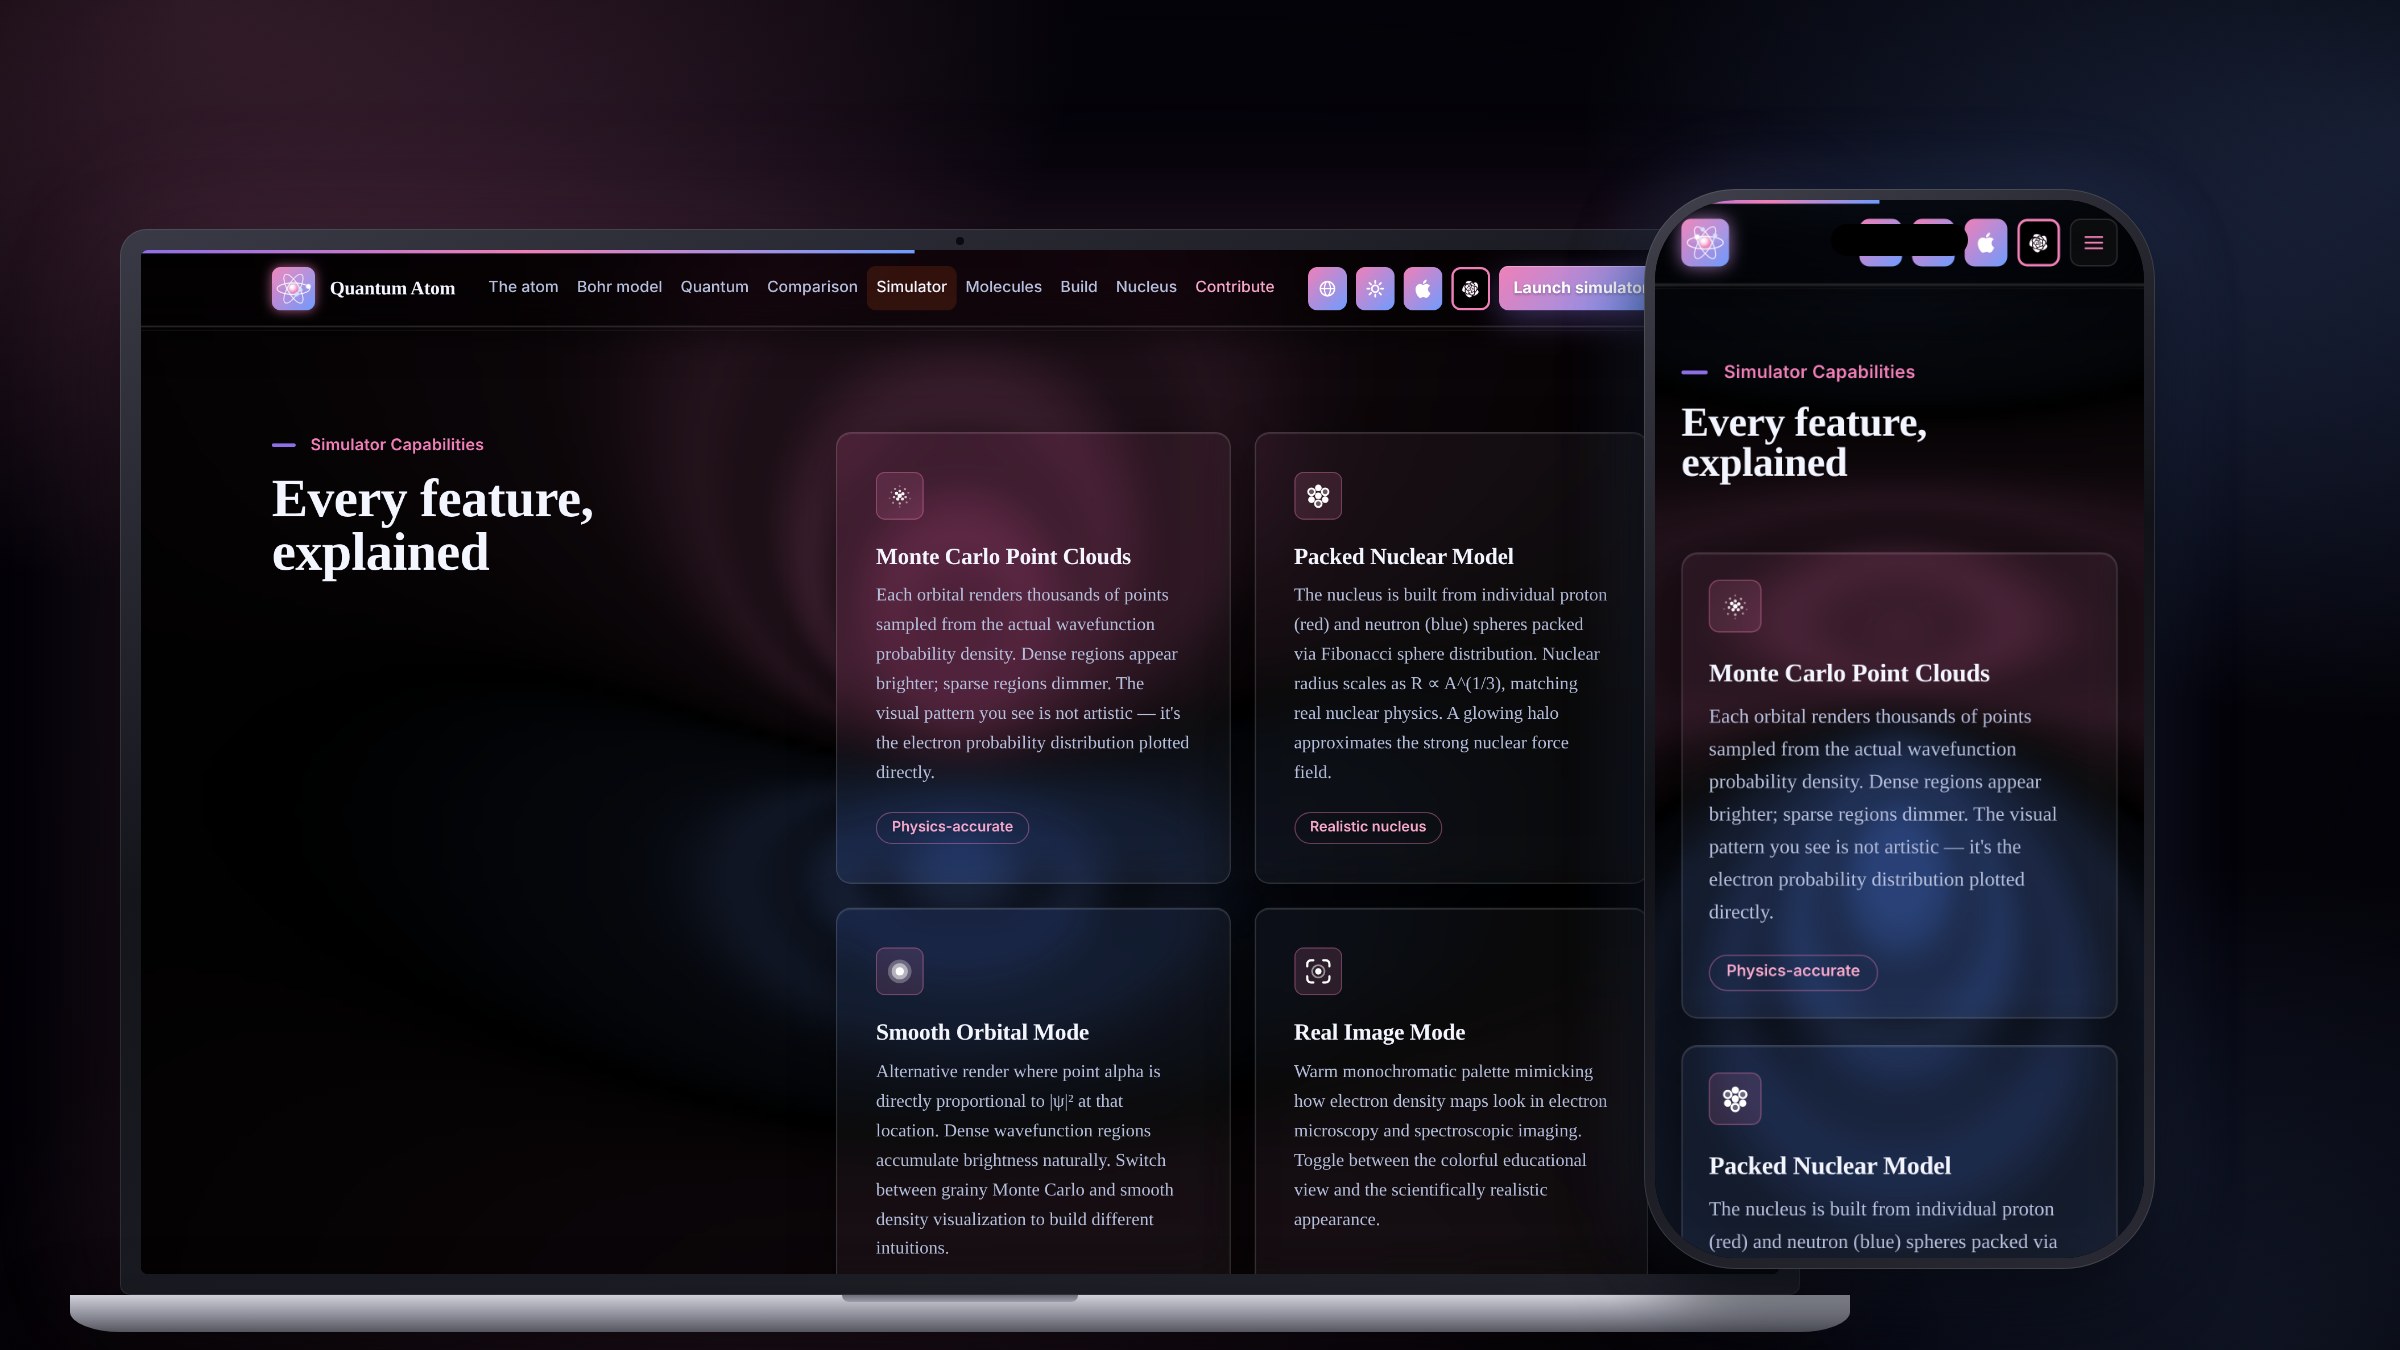 Quantum Atom
The atom
Bohr model
Quantum
Comparison
Simulator
Molecules
Build
Nucleus
Contribute
Launch simulator
Simulator Capabilities
Every feature,
explained
Monte Carlo Point Clouds
Each orbital renders thousands of points
sampled from the actual wavefunction
probability density. Dense regions appear
brighter; sparse regions dimmer. The
visual pattern you see is not artistic — it's
the electron probability distribution plotted
directly.
Physics-accurate
Packed Nuclear Model
The nucleus is built from individual proton
(red) and neutron (blue) spheres packed
via Fibonacci sphere distribution. Nuclear
radius scales as R ∝ A^(1/3), matching
real nuclear physics. A glowing halo
approximates the strong nuclear force
field.
Realistic nucleus
Smooth Orbital Mode
Alternative render where point alpha is
directly proportional to |ψ|² at that
location. Dense wavefunction regions
accumulate brightness naturally. Switch
between grainy Monte Carlo and smooth
density visualization to build different
intuitions.
Real Image Mode
Warm monochromatic palette mimicking
how electron density maps look in electron
microscopy and spectroscopic imaging.
Toggle between the colorful educational
view and the scientifically realistic
appearance.
Simulator Capabilities
Every feature,
explained
Monte Carlo Point Clouds
Each orbital renders thousands of points
sampled from the actual wavefunction
probability density. Dense regions appear
brighter; sparse regions dimmer. The visual
pattern you see is not artistic — it's the
electron probability distribution plotted
directly.
Physics-accurate
Packed Nuclear Model
The nucleus is built from individual proton
(red) and neutron (blue) spheres packed via